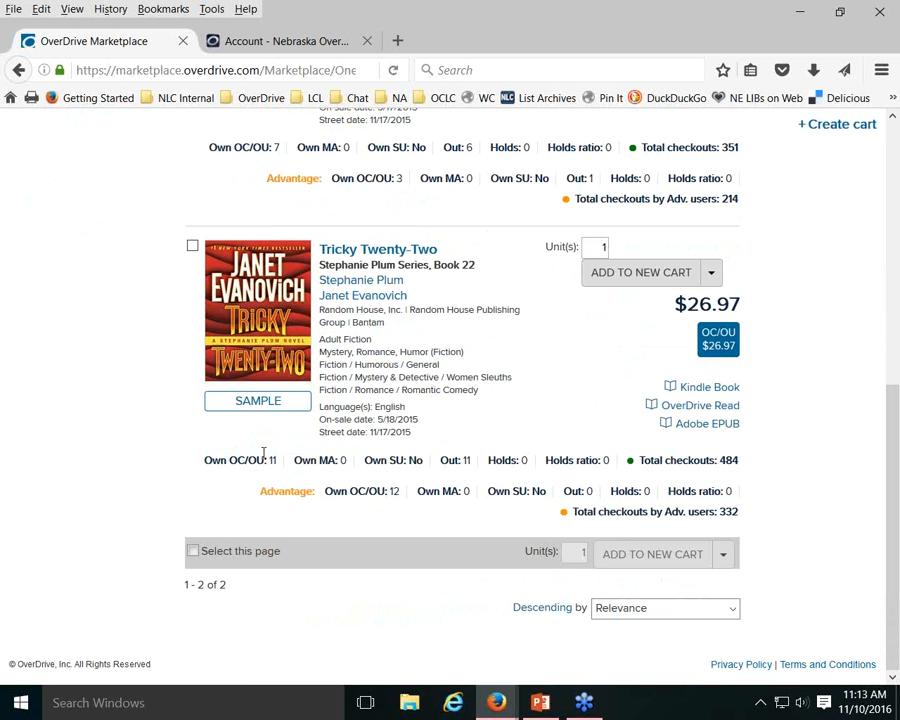 File Edit View History Bookmarks Tools Help
OverDrive Marketplace
Account - Nebraska Over...
https://marketplace.overdrive.com/Marketplace/One
Search
Getting Started NLC Internal OverDrive LCL Chat NA OCLC WC NLC List Archives Pin It DuckDuckGo NE LIBs on Web Delicious
Street date: 11/17/2015
+ Create cart
Own OC/OU: 7 Own MA: 0 Own SU: No Out: 6 Holds: 0 Holds ratio: 0 Total checkouts: 351
Advantage: Own OC/OU: 3 Own MA: 0 Own SU: No Out: 1 Holds: 0 Holds ratio: 0
Total checkouts by Adv. users: 214
#1 NEW YORK TIMES BESTSELLER
JANET
EVANOVICH
TRICKY
A STEPHANIE PLUM NOVEL
TWENTY-TWO
SAMPLE
Tricky Twenty-Two
Stephanie Plum Series, Book 22
Stephanie Plum
Janet Evanovich
Random House, Inc. | Random House Publishing
Group | Bantam
Adult Fiction
Mystery, Romance, Humor (Fiction)
Fiction / Humorous / General
Fiction / Mystery & Detective / Women Sleuths
Fiction / Romance / Romantic Comedy
Language(s): English
On-sale date: 5/18/2015
Street date: 11/17/2015
Unit(s): 1
ADD TO NEW CART
$26.97
OC/OU
$26.97
Kindle Book
OverDrive Read
Adobe EPUB
Own OC/OU: 11 Own MA: 0 Own SU: No Out: 11 Holds: 0 Holds ratio: 0 Total checkouts: 484
Advantage: Own OC/OU: 12 Own MA: 0 Own SU: No Out: 0 Holds: 0 Holds ratio: 0
Total checkouts by Adv. users: 332
Select this page Unit(s): 1 ADD TO NEW CART
1 - 2 of 2
Descending by Relevance
© OverDrive, Inc. All Rights Reserved
Privacy Policy | Terms and Conditions
Search Windows
11:13 AM
11/10/2016